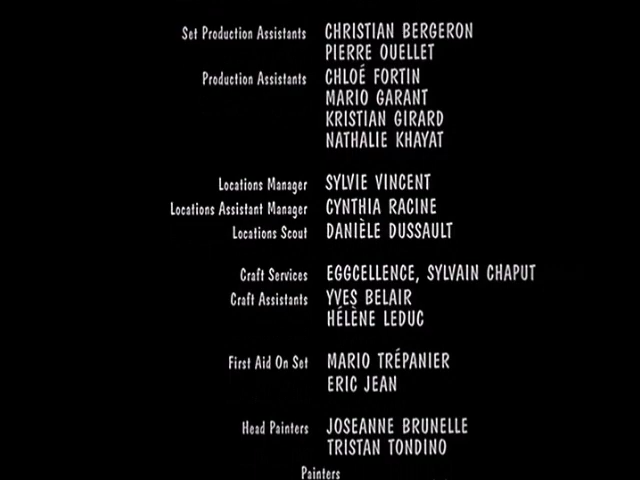 Set Production Assistants CHRISTIAN BERGERON
PIERRE OUELLET
Production Assistants CHLOÉ FORTIN
MARIO GARANT
KRISTIAN GIRARD
NATHALIE KHAYAT
Locations Manager SYLVIE VINCENT
Locations Assistant Manager CYNTHIA RACINE
Locations Scout DANIÈLE DUSSAULT
Craft Services EGGCELLENCE, SYLVAIN CHAPUT
Craft Assistants YVES BELAIR
HÉLÈNE LEDUC
First Aid On Set MARIO TRÉPANIER
ERIC JEAN
Head Painters JOSEANNE BRUNELLE
TRISTAN TONDINO
Painters